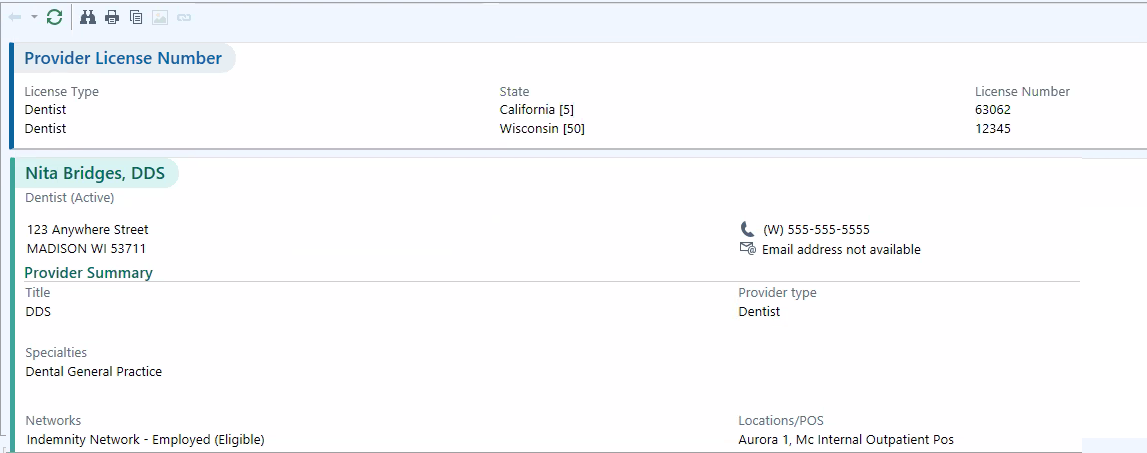 Provider License Number
License Type State License Number
Dentist California [5] 63062
Dentist Wisconsin [50] 12345
Nita Bridges, DDS
Dentist (Active)
123 Anywhere Street (W) 555-555-5555
MADISON WI 53711 Email address not available
Provider Summary
Title Provider type
DDS Dentist
Specialties
Dental General Practice
Networks Locations/POS
Indemnity Network - Employed (Eligible) Aurora 1, Mc Internal Outpatient Pos